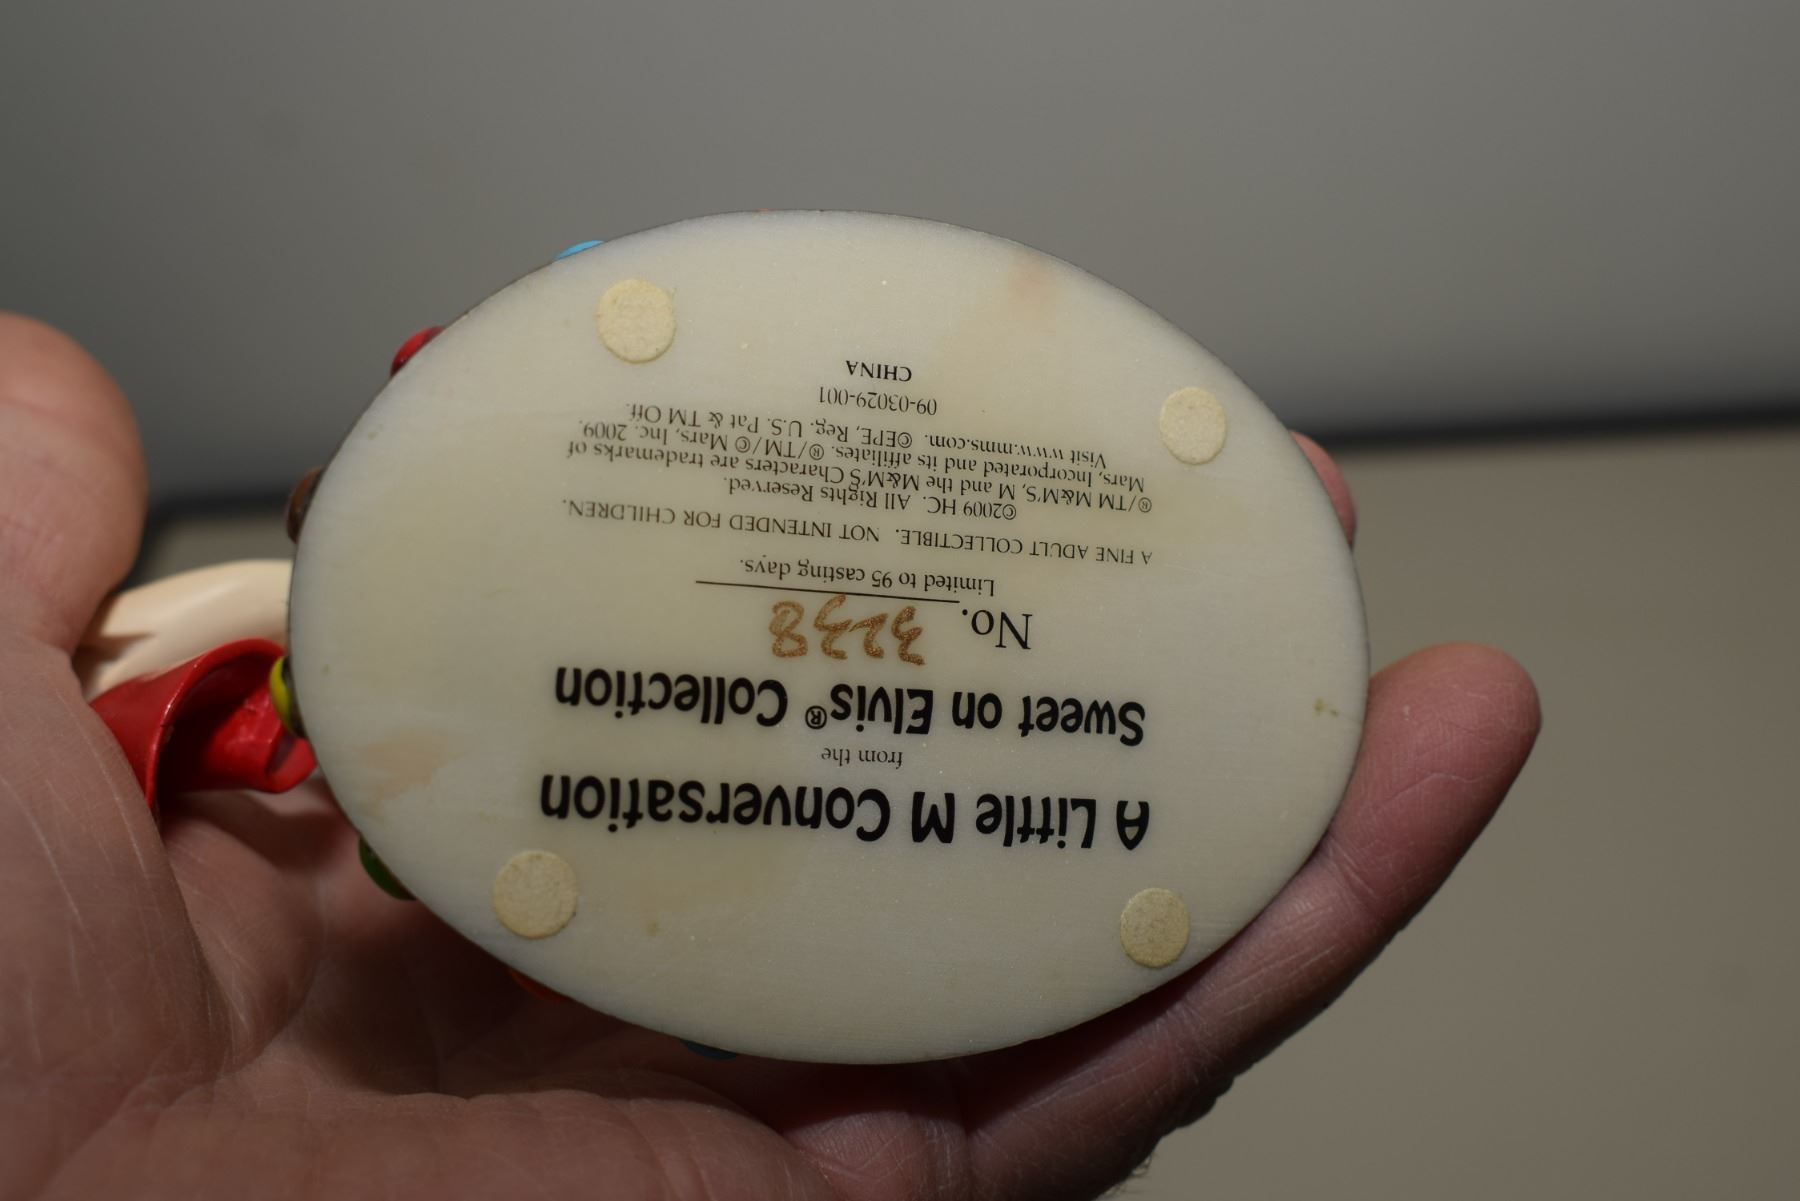 A Little M Conversation
from the
Sweet on Elvis® Collection
No. 3238
Limited to 95 casting days.
A FINE ADULT COLLECTIBLE. NOT INTENDED FOR CHILDREN.
©2009 HC. All Rights Reserved.
®/TM M&M'S, M and the M&M'S Characters are trademarks of
Mars, Incorporated and its affiliates. ®/TM/© Mars, Inc. 2009.
Visit www.mms.com. ©EPE, Reg. U.S. Pat & TM Off.
09-03029-001
CHINA